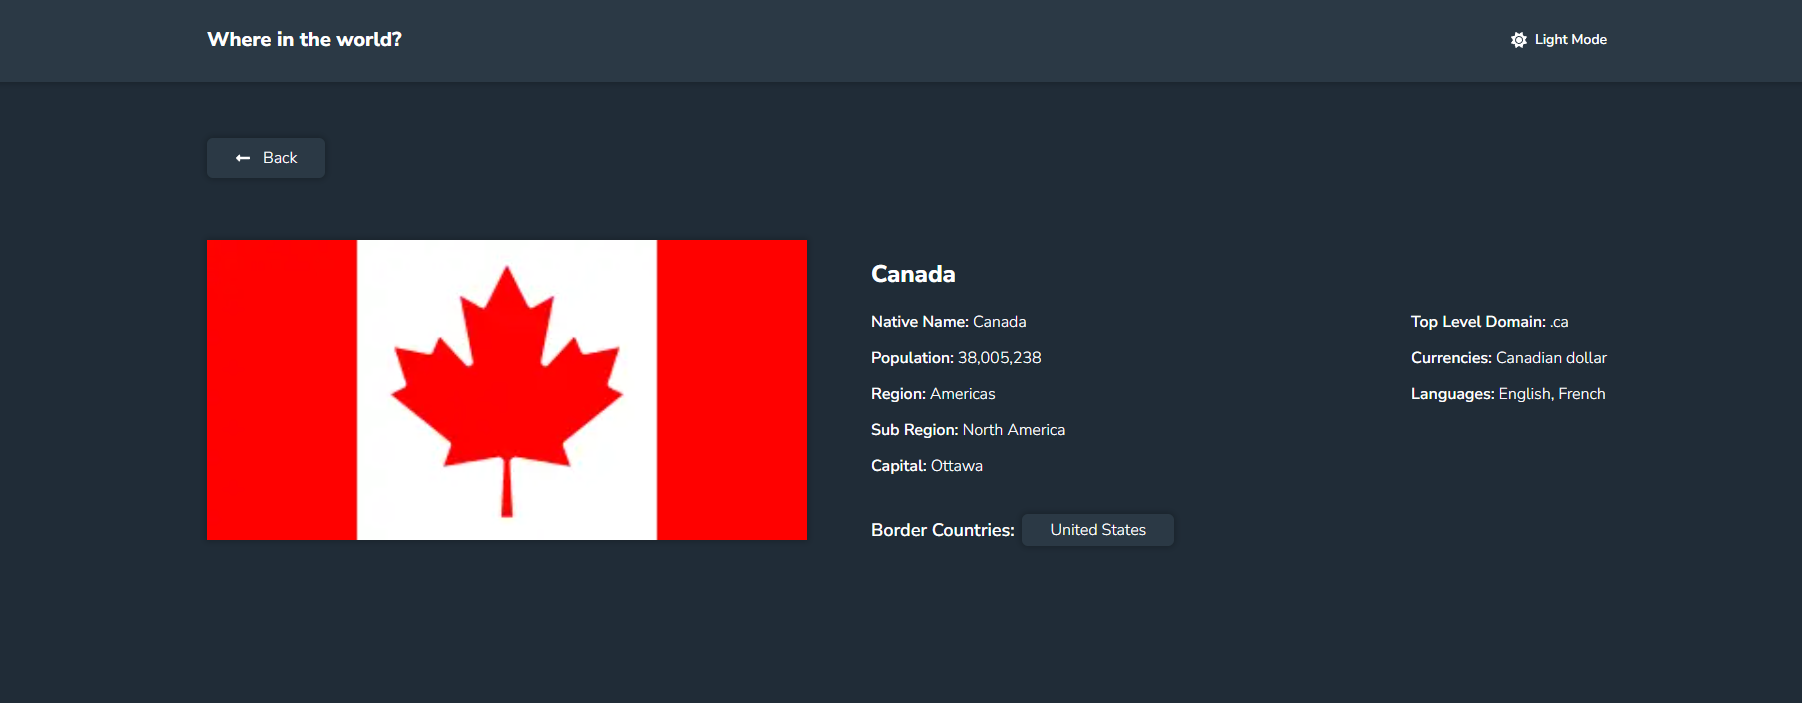 Where in the world?
Light Mode
Back
Canada
Native Name: Canada
Population: 38,005,238
Region: Americas
Sub Region: North America
Capital: Ottawa
Top Level Domain: .ca
Currencies: Canadian dollar
Languages: English, French
Border Countries: United States